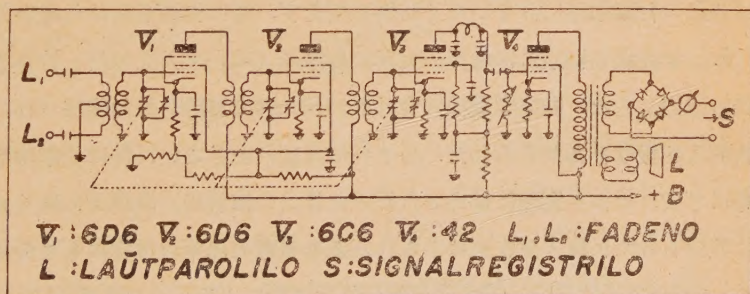 V₁ V₂ V₃ V₄
L₁
L₂
S
L
+ B
V₁:6D6 V₂:6D6 V₃:6C6 V₄:42 L₁,L₂:FADENO
L:LAŬTPAROLILO S:SIGNALREGISTRILO